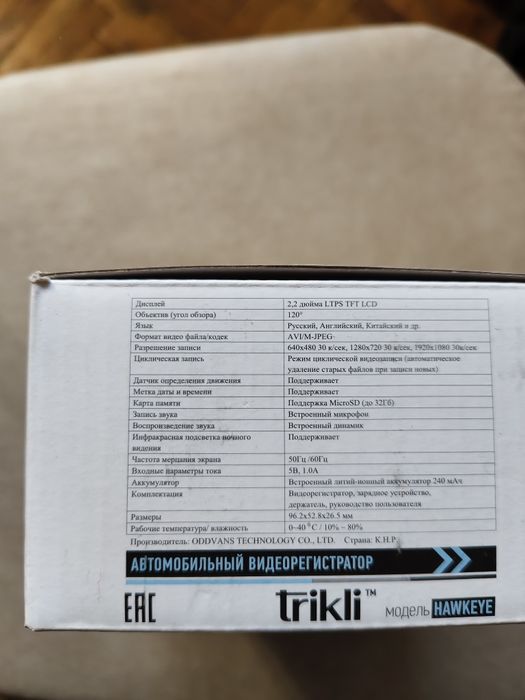 Дисплей 2,2 дюйма LTPS TFT LCD
Объектив (угол обзора) 120°
Язык Русский, Английский, Китайский и др.
Формат видео файла/кодек AVI/M-JPEG
Разрешение записи 640x480 30 к/сек, 1280x720 30 к/сек, 1920x1080 30к/сек
Циклическая запись Режим циклической видеозаписи (автоматическое
удаление старых файлов при записи новых)
Датчик определения движения Поддерживает
Метка даты и времени Поддерживает
Карта памяти Поддержка MicroSD (до 32Гб)
Запись звука Встроенный микрофон
Воспроизведение звука Встроенный динамик
Инфракрасная подсветка ночного Поддерживает
видения
Частота мерцания экрана 50Гц /60Гц
Входные параметры тока 5В, 1.0А
Аккумулятор Встроенный литий-ионный аккумулятор 240 мАч
Комплектация Видеорегистратор, зарядное устройство,
держатель, руководство пользователя
Размеры 96.2x52.8x26.5 мм
Рабочие температура/ влажность 0~40°C / 10% ~ 80%
Производитель: ODDVANS TECHNOLOGY CO., LTD. Страна: К.Н.Р.
АВТОМОБИЛЬНЫЙ ВИДЕОРЕГИСТРАТОР
EAC trikli™ модель HAWKEYE